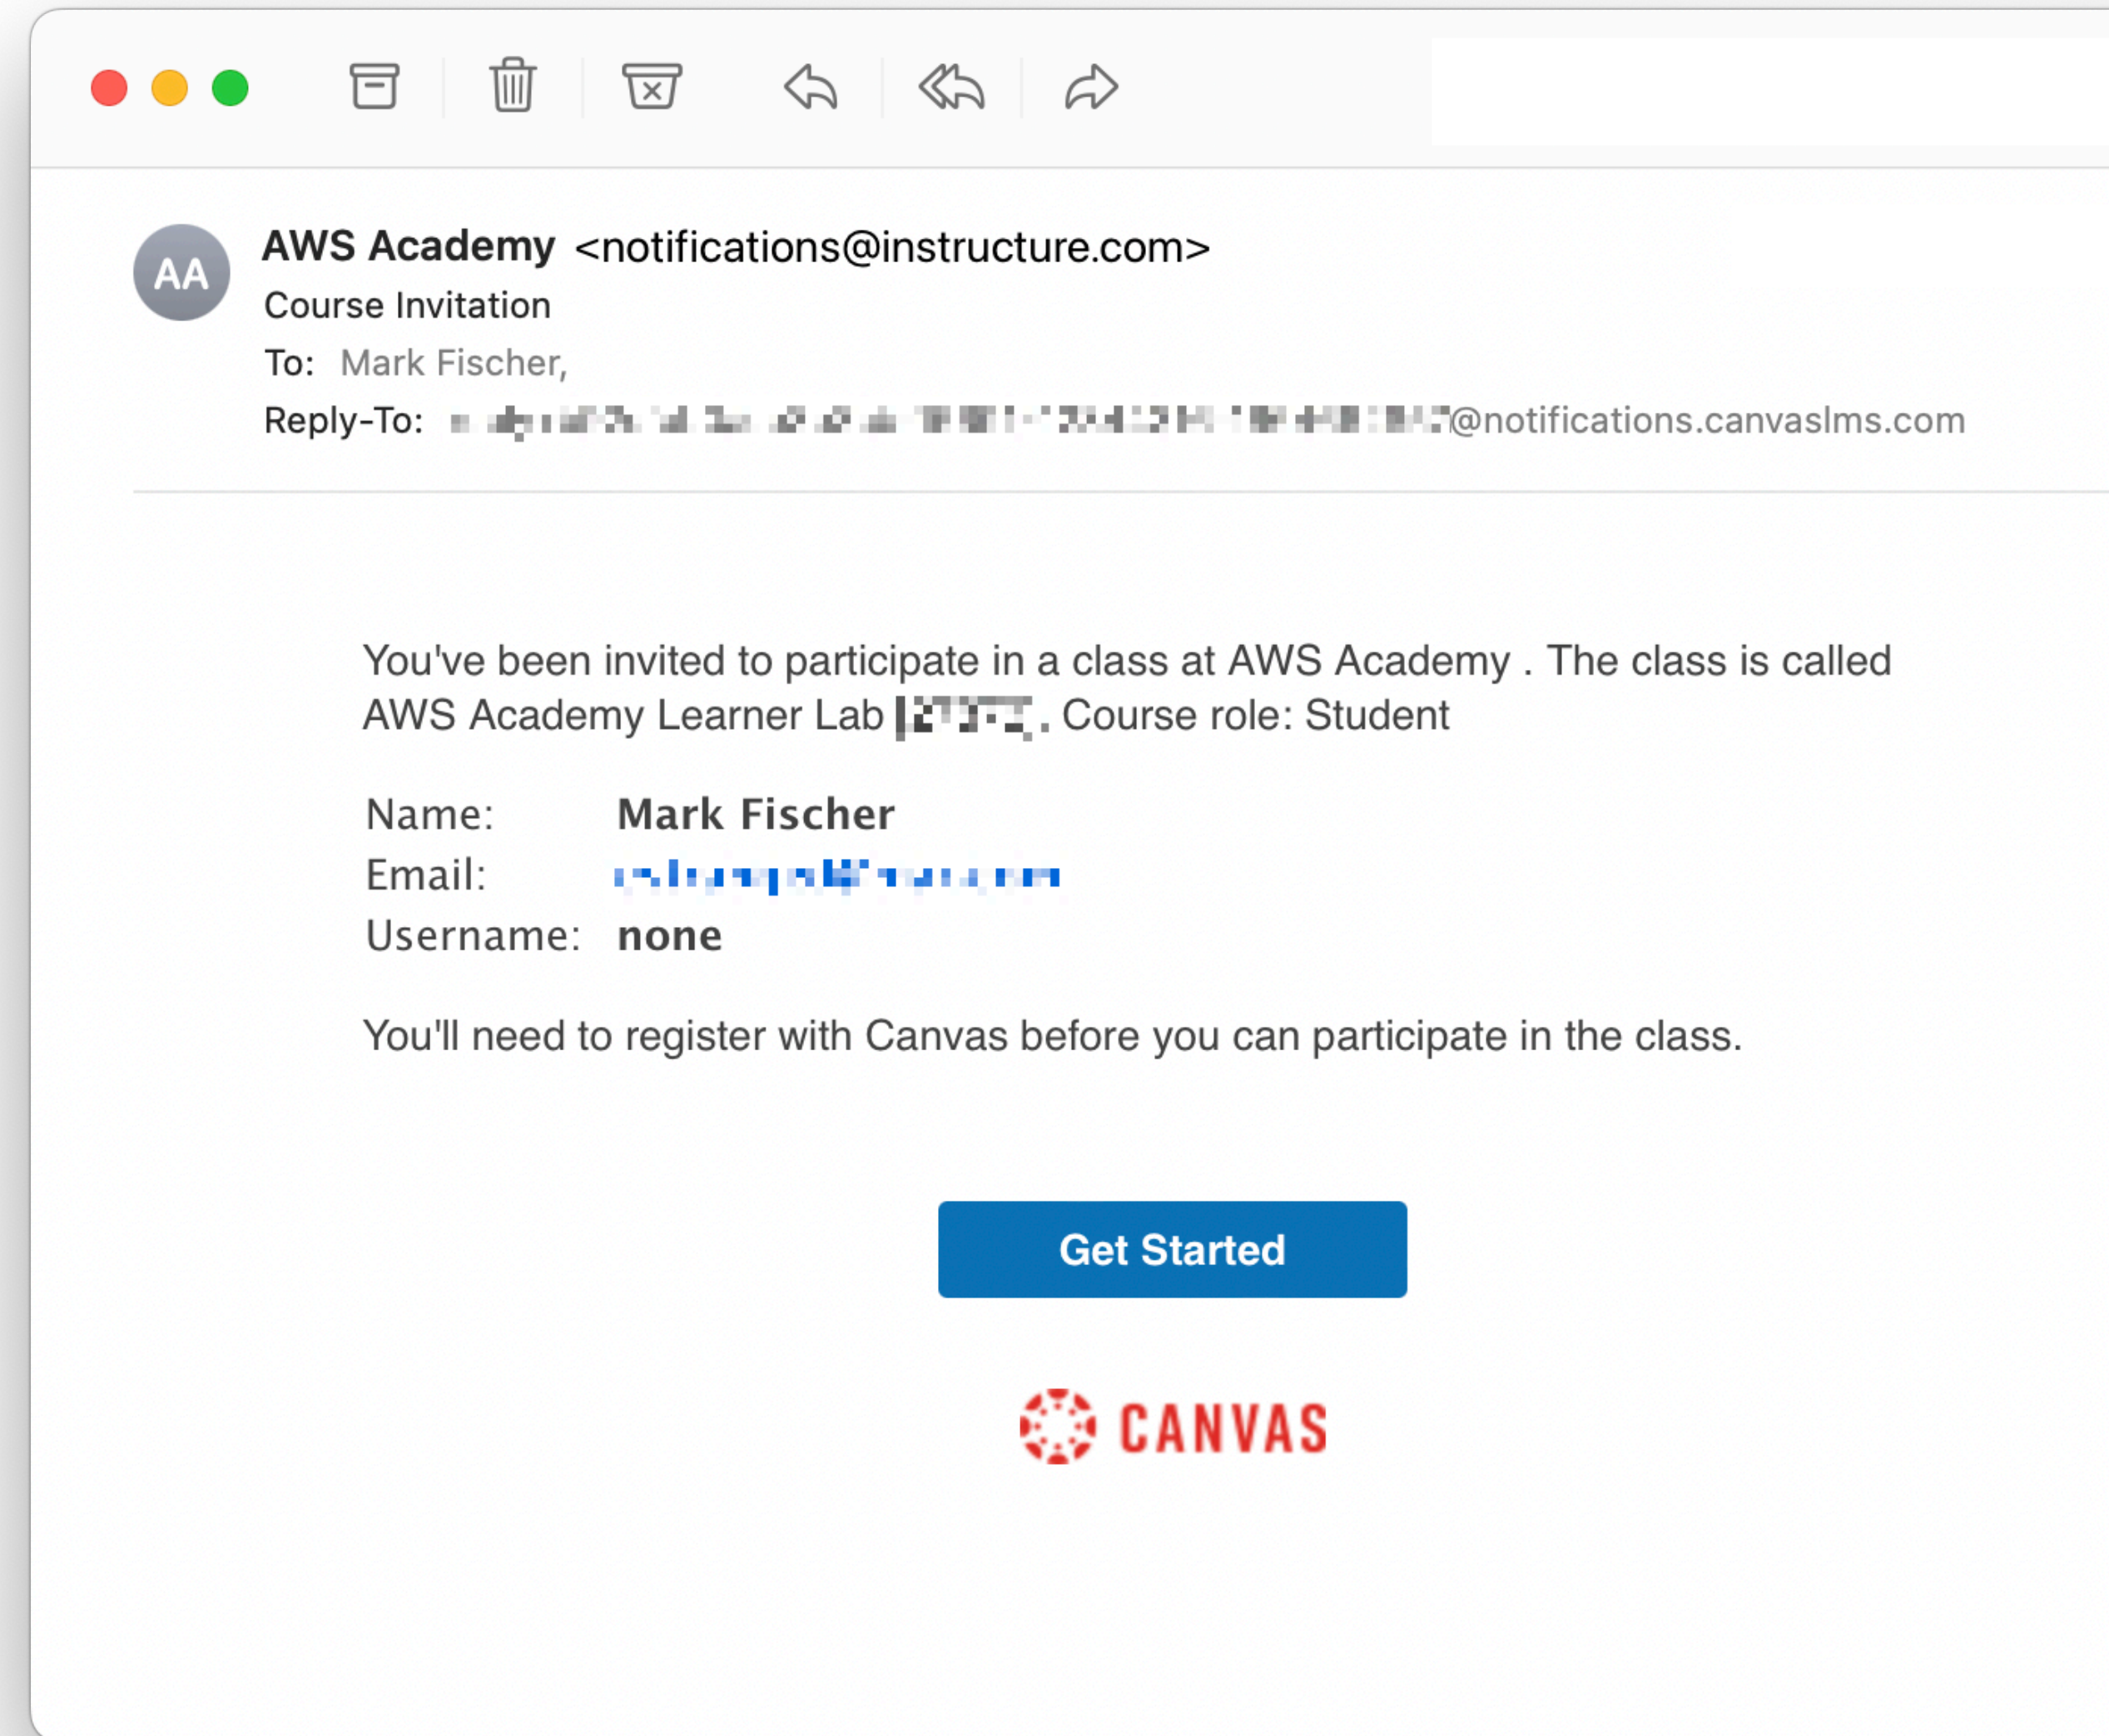 AA
AWS Academy <notifications@instructure.com>
Course Invitation
To: Mark Fischer,
Reply-To: @notifications.canvaslms.com
You've been invited to participate in a class at AWS Academy . The class is called
AWS Academy Learner Lab . Course role: Student
Name: Mark Fischer
Email:
Username: none
You'll need to register with Canvas before you can participate in the class.
Get Started
CANVAS